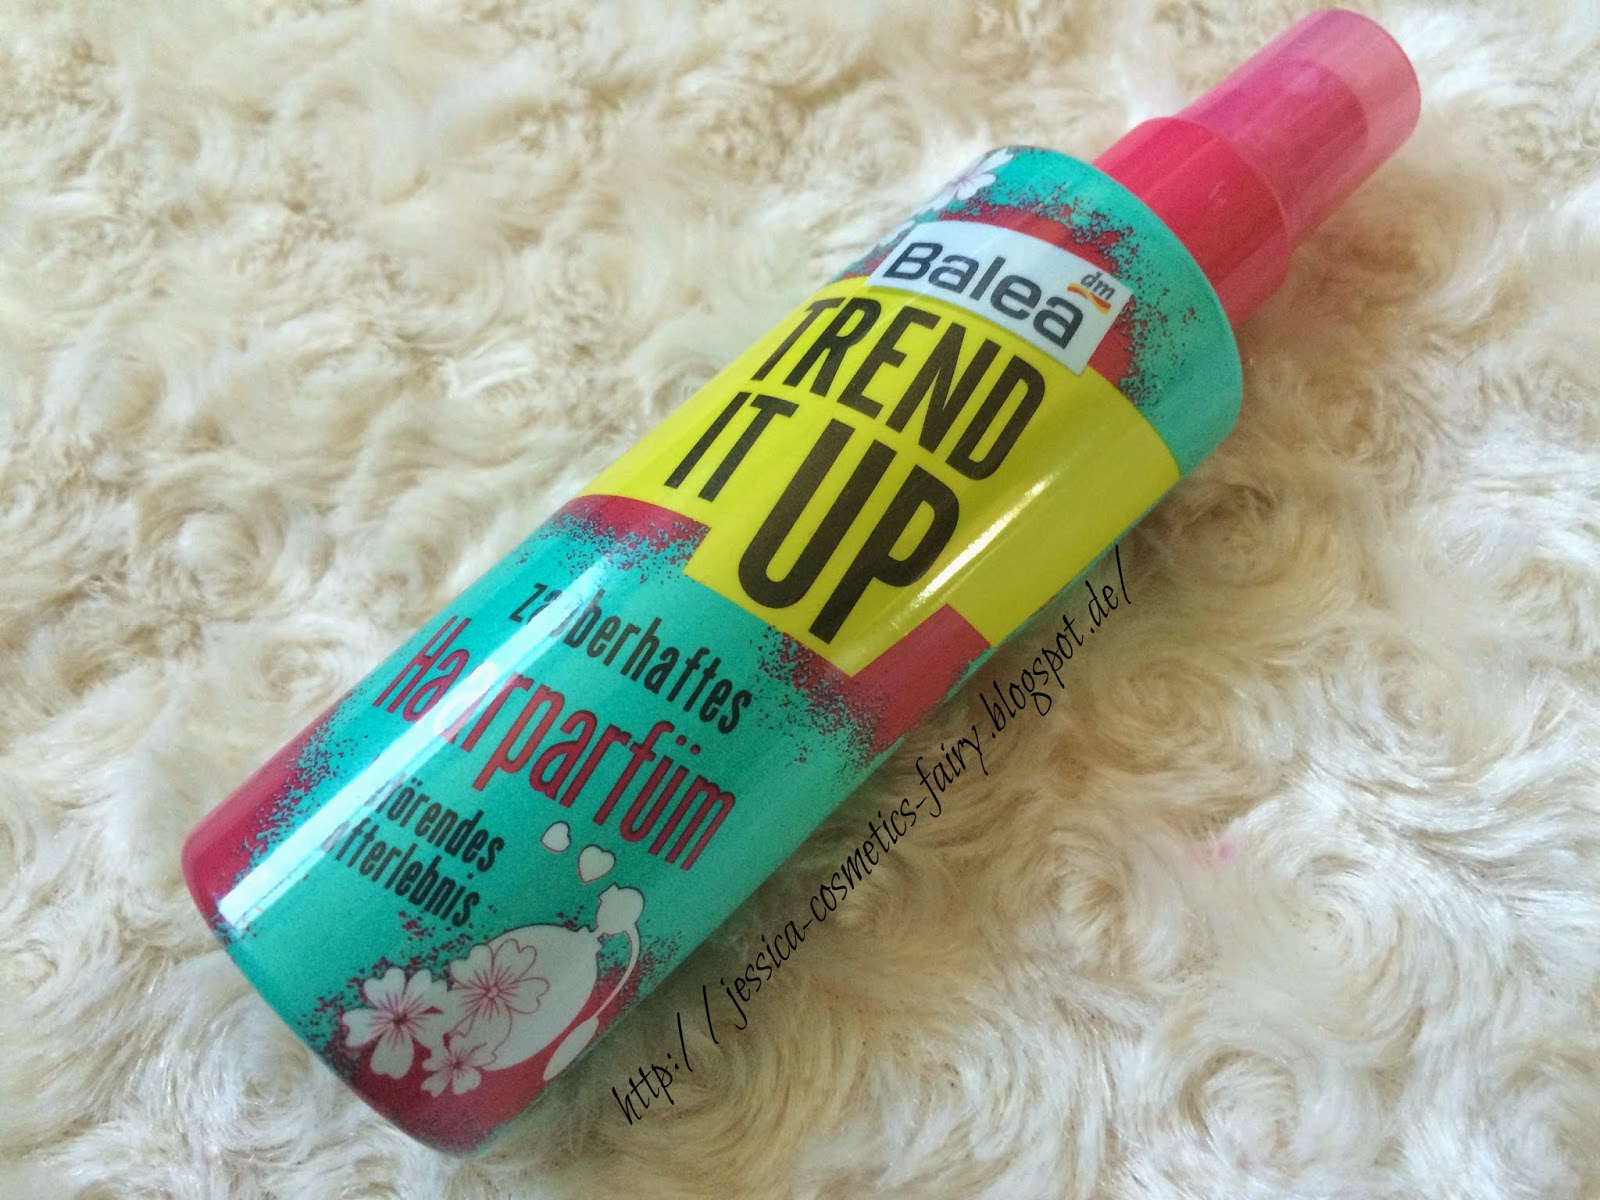 Balea
dm
TREND
IT UP
zauberhaftes
Haarparfüm
http://jessica-cosmetics-fairy.blogspot.de/